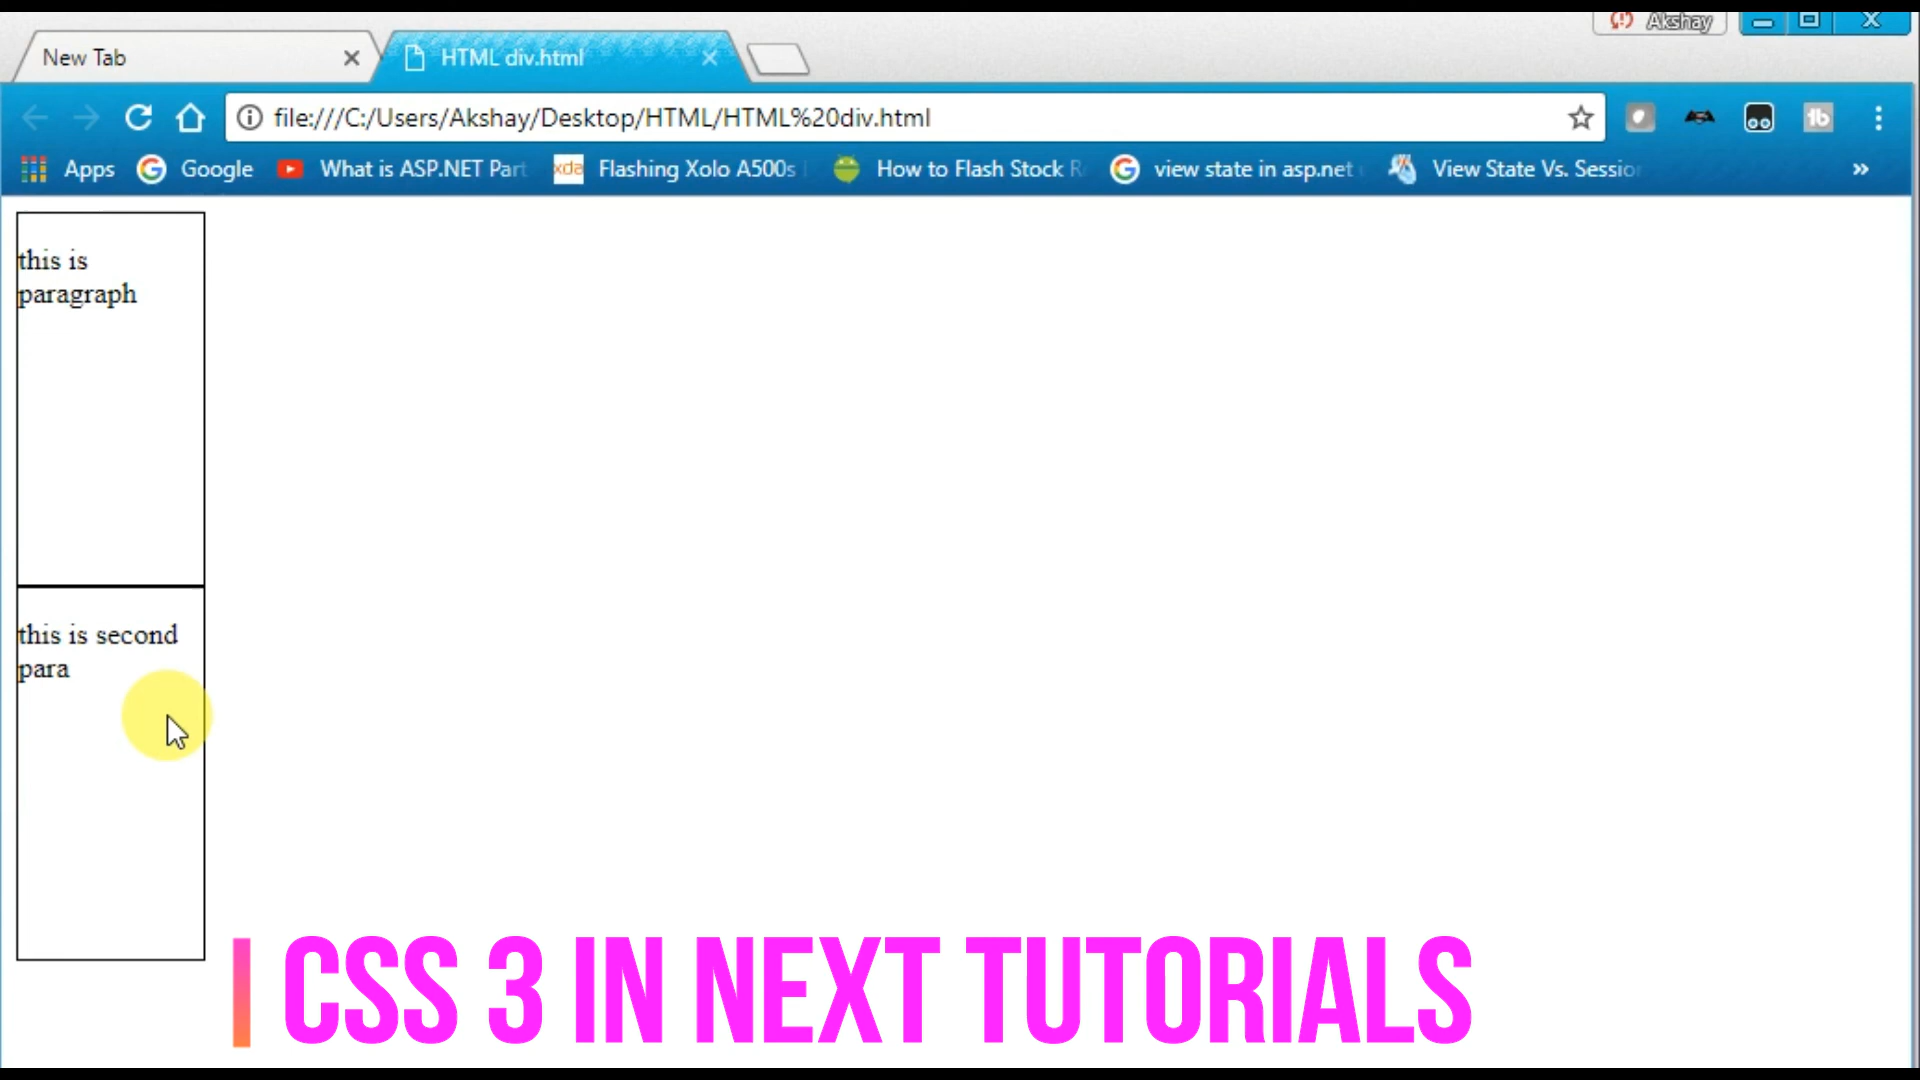 Akshay
New Tab
HTML div.html
file:///C:/Users/Akshay/Desktop/HTML/HTML%20div.html
Apps
Google
What is ASP.NET Part
xda
Flashing Xolo A500s
How to Flash Stock R
view state in asp.net
View State Vs. Session
this is
paragraph
this is second
para
CSS 3 IN NEXT TUTORIALS